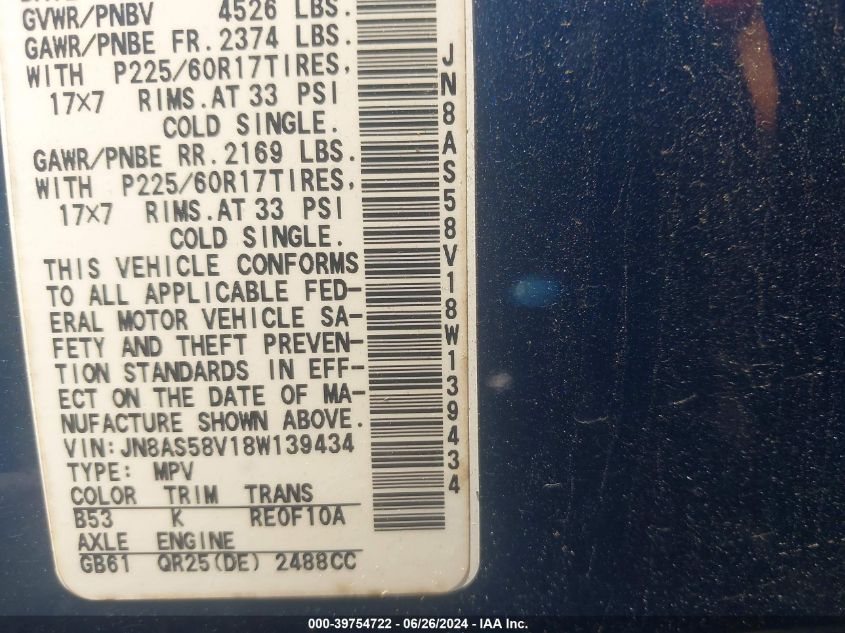 GVWR/PNBV 4526 LBS.
GAWR/PNBE FR. 2374 LBS.
WITH P225/60R17TIRES,
17X7 RIMS. AT 33 PSI
COLD SINGLE.
GAWR/PNBE RR. 2169 LBS.
WITH P225/60R17TIRES,
17X7 RIMS. AT 33 PSI
COLD SINGLE.
THIS VEHICLE CONFORMS
TO ALL APPLICABLE FED-
ERAL MOTOR VEHICLE SA-
FETY AND THEFT PREVEN-
TION STANDARDS IN EFF-
ECT ON THE DATE OF MA-
NUFACTURE SHOWN ABOVE.
VIN: JN8AS58V18W139434
TYPE: MPV
COLOR TRIM TRANS
B53 K RE0F10A
AXLE ENGINE
GB61 QR25(DE) 2488CC
JN8AS58V18W139434
000-39754722 / 06/26/2024 - IAA Inc.